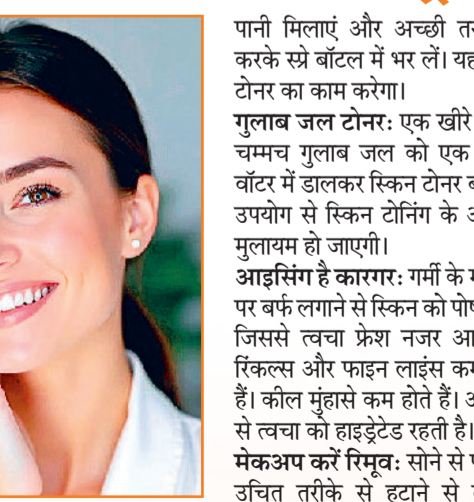 पानी मिलाएं और अच्छी
करके स्प्रे बॉटल में भर लें। यह
टोनर का काम करेगा।
गुलाब जल टोनर: एक खीरे
चम्मच गुलाब जल को एक
वॉटर में डालकर स्किन टोनर
उपयोग से स्किन टोनिंग के
मुलायम हो जाएगी।
आइसिंग है कारगर: गर्मी के
पर बर्फ लगाने से स्किन को
जिससे त्वचा फ्रेश नजर
रिंकल्स और फाइन लाइंस
हैं। कील मुंहासे कम होते हैं।
से त्वचा को हाइड्रेटेड रहती है।
मेकअप करें रिमूव: सोने से
उचित तरीके से हटाने से